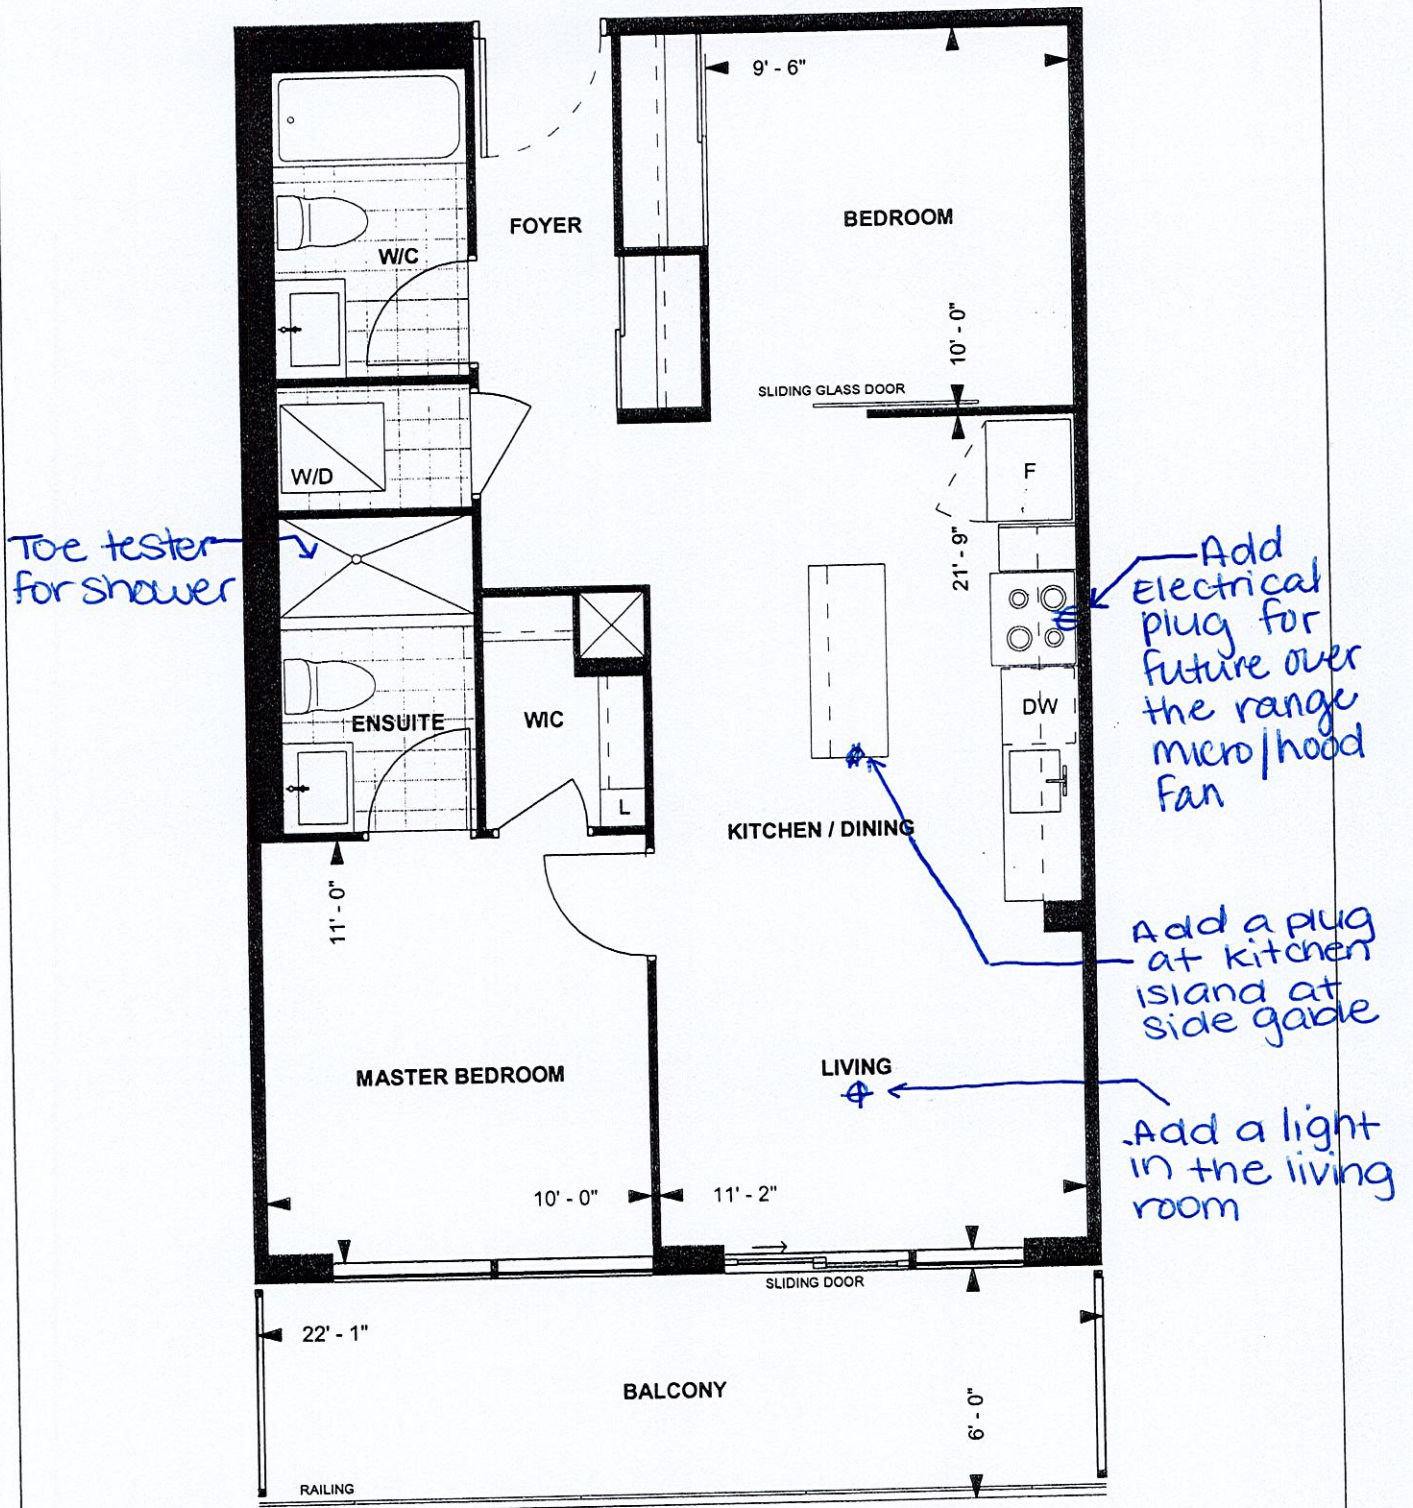 9' - 6"
FOYER
BEDROOM
W/C
10' - 0"
SLIDING GLASS DOOR
F
W/D
21' - 9"
Toe tester
for shower
Add
Electrical
plug for
future over
the range
micro/hood
fan
DW
ENSUITE
WIC
L
KITCHEN / DINING
11' - 0"
Add a plug
at kitchen
island at
side gable
LIVING
MASTER BEDROOM
Add a light
in the living
room
10' - 0"
11' - 2"
SLIDING DOOR
22' - 1"
BALCONY
6' - 0"
RAILING